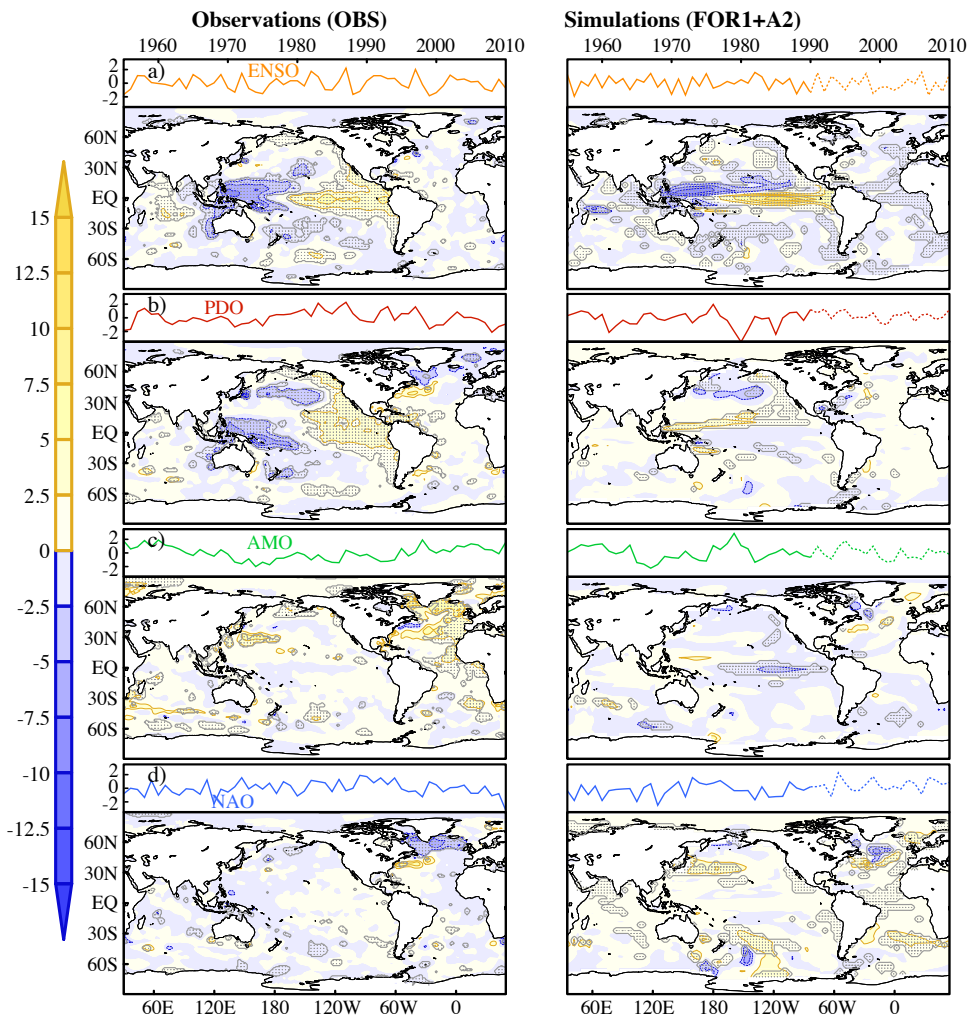 Observations (OBS) Simulations (FOR1+A2)
1960 1970 1980 1990 2000 2010 1960 1970 1980 1990 2000 2010
a) ENSO
2
0
-2
60N
30N
EQ
30S
60S
b) PDO
2
0
-2
60N
30N
EQ
30S
60S
c) AMO
2
0
-2
60N
30N
EQ
30S
60S
d) NAO
2
0
-2
60N
30N
EQ
30S
60S
60E 120E 180 120W 60W 0 60E 120E 180 120W 60W 0
15
12.5
10
7.5
5
2.5
0
-2.5
-5
-7.5
-10
-12.5
-15